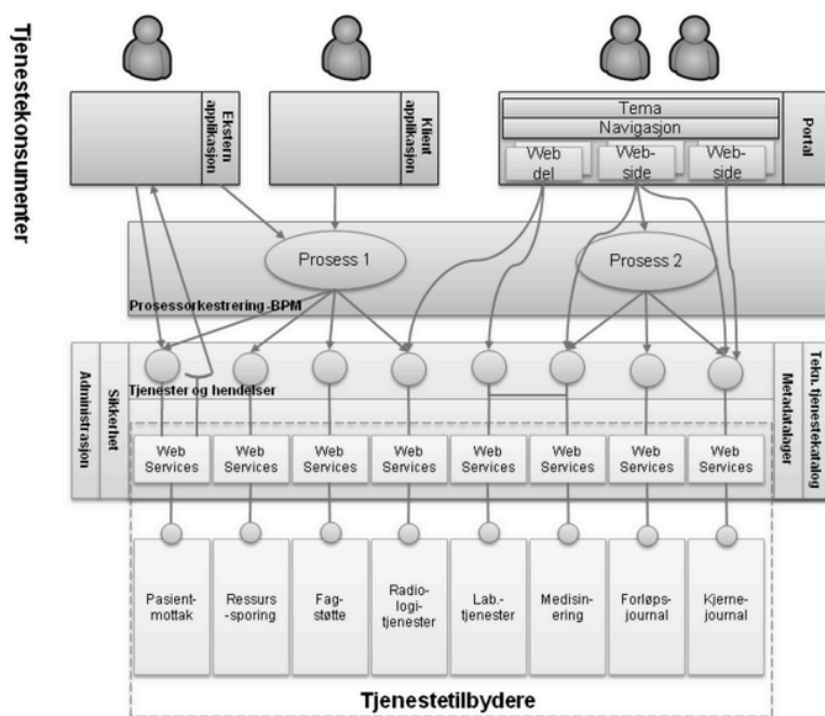 Tjenestekonsumenter
Ekstern
applikasjon
Klient
applikasjon
Tema
Navigasjon
Web
del
Web-
side
Web-
side
Portal
Prosess 1
Prosess 2
Prosessorkestrering -BPM
Administrasjon
Sikkerhet
Tjenester og hendelser
Metadatalager
Tekn. tjenestekatalog
Web
Services
Web
Services
Web
Services
Web
Services
Web
Services
Web
Services
Web
Services
Web
Services
Pasient-
mottak
Ressurs
-sporing
Fag-
støtte
Radio-
logi-
tjenester
Lab.-
tjenester
Medisin-
ering
Forløps-
journal
Kjerne-
journal
Tjenestetilbydere